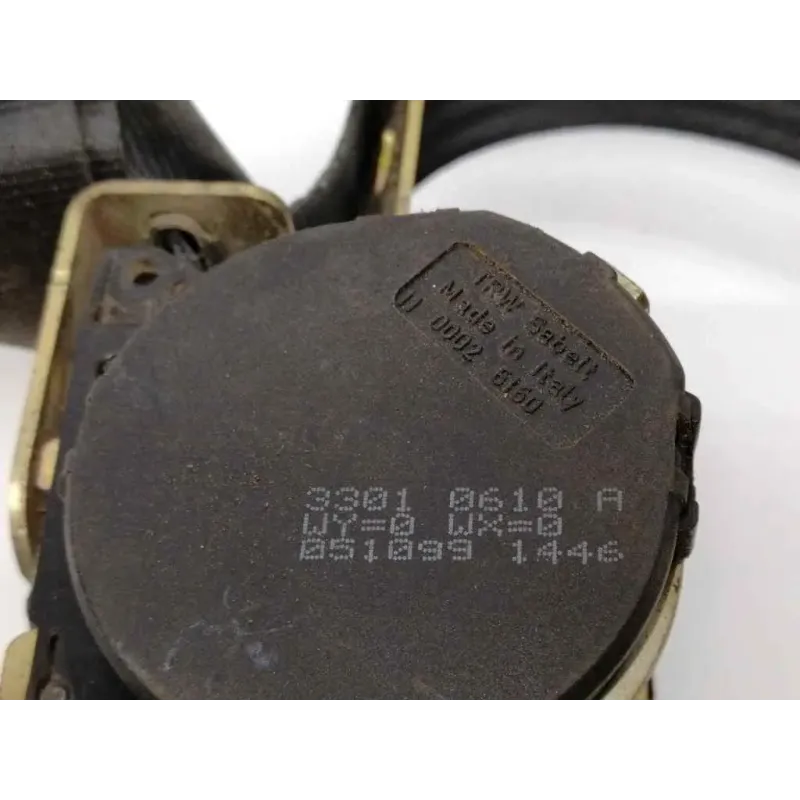 TRW Sabelt
Made in Italy
W 0002 6160
3301 0610 A
WY=0 WX=0
051099 1446